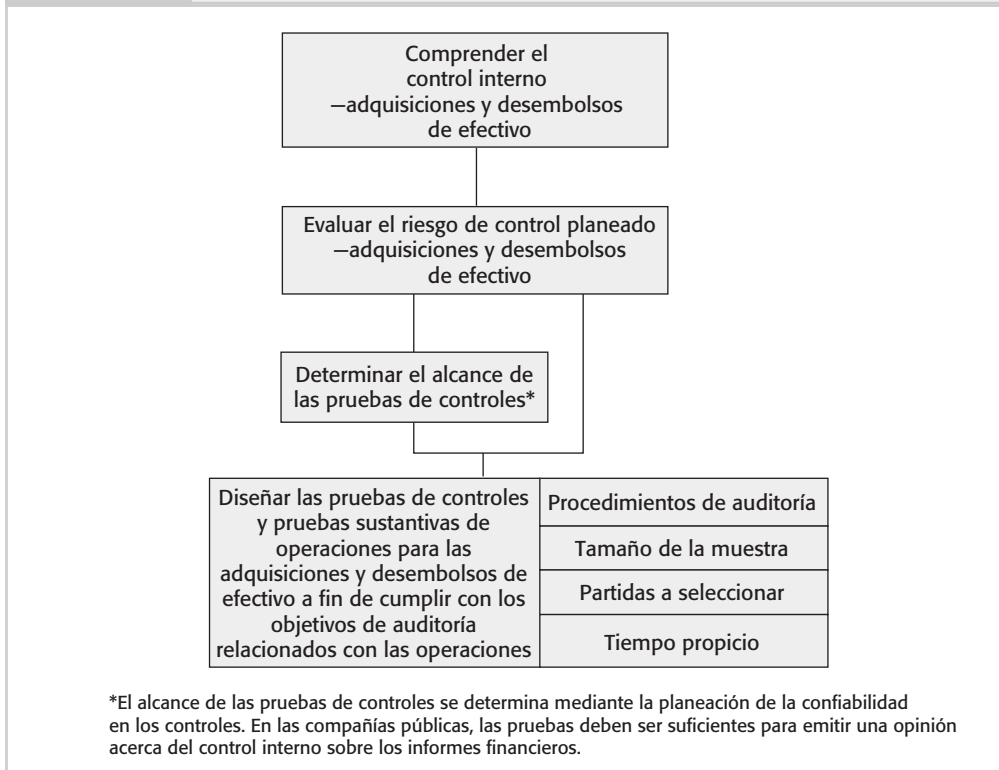 Comprender el
control interno
—adquisiciones y desembolsos
de efectivo
Evaluar el riesgo de control planeado
—adquisiciones y desembolsos
de efectivo
Determinar el alcance de
las pruebas de controles*
Diseñar las pruebas de controles
y pruebas sustantivas de
operaciones para las
adquisiciones y desembolsos de
efectivo a fin de cumplir con los
objetivos de auditoría
relacionados con las operaciones
Procedimientos de auditoría
Tamaño de la muestra
Partidas a seleccionar
Tiempo propicio
*El alcance de las pruebas de controles se determina mediante la planeación de la confiabilidad
en los controles. En las compañías públicas, las pruebas deben ser suficientes para emitir una opinión
acerca del control interno sobre los informes financieros.